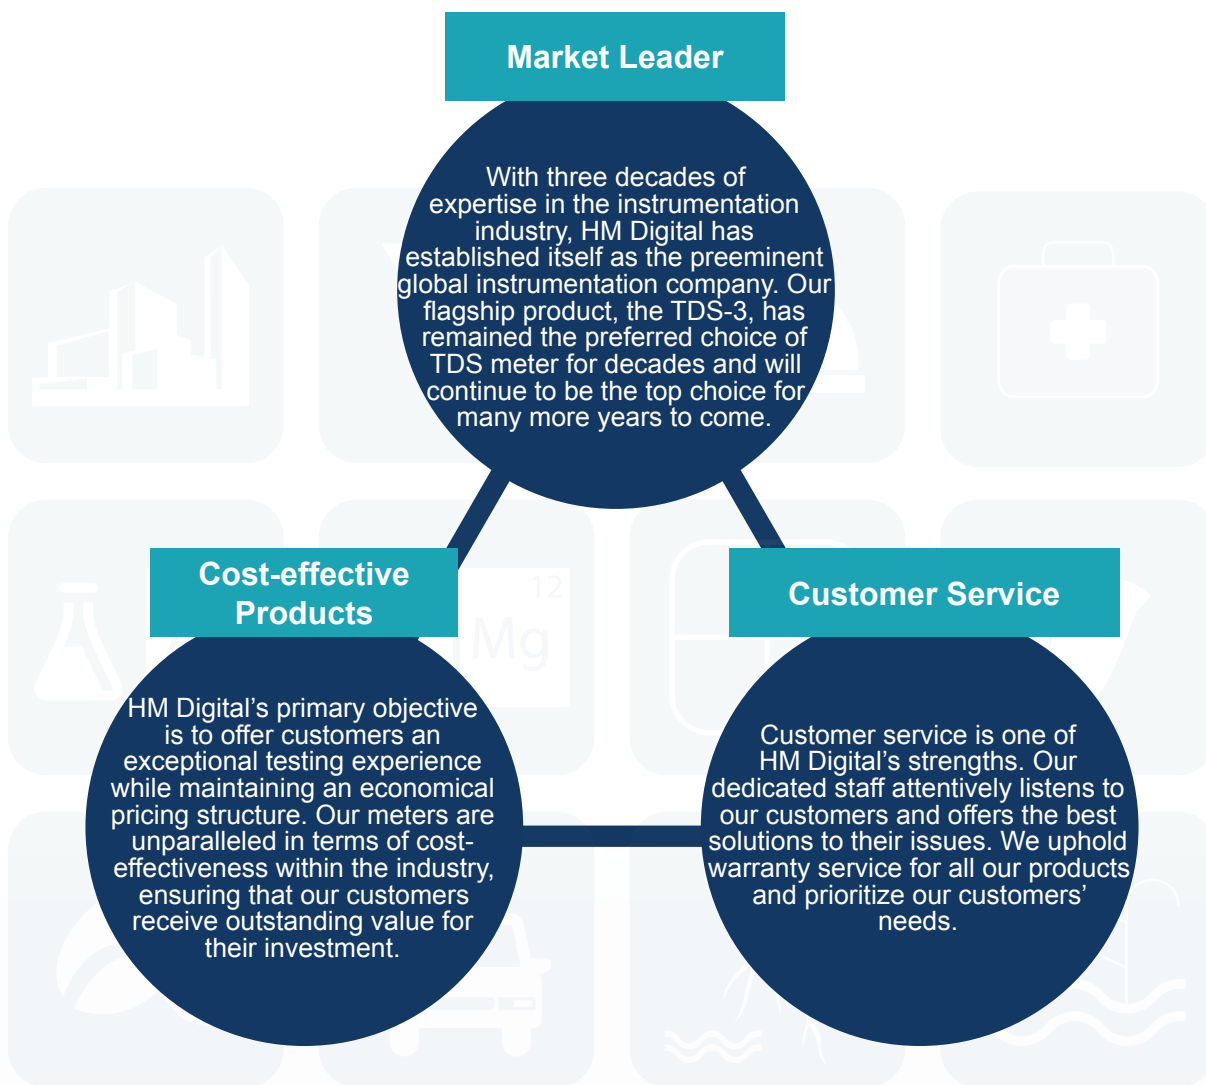 Market Leader
With three decades of
expertise in the instrumentation
industry, HM Digital has
established itself as the preeminent
global instrumentation company. Our
flagship product, the TDS-3, has
remained the preferred choice of
TDS meter for decades and will
continue to be the top choice for
many more years to come.
Cost-effective
Products
HM Digital’s primary objective
is to offer customers an
exceptional testing experience
while maintaining an economical
pricing structure. Our meters are
unparalleled in terms of cost-
effectiveness within the industry,
ensuring that our customers
receive outstanding value for
their investment.
12
Mg
Customer Service
Customer service is one of
HM Digital’s strengths. Our
dedicated staff attentively listens to
our customers and offers the best
solutions to their issues. We uphold
warranty service for all our products
and prioritize our customers’
needs.